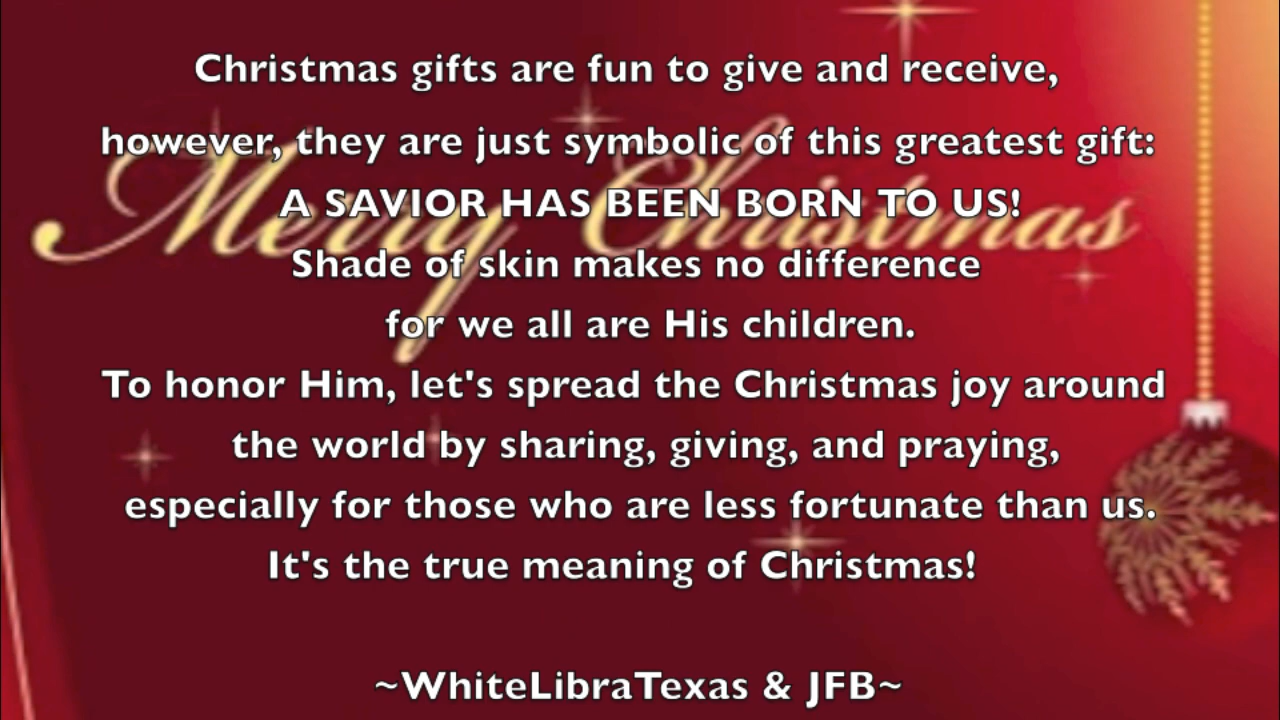 Christmas gifts are fun to give and receive,
however, they are just symbolic of this greatest gift:
Merry Christmas
A SAVIOR HAS BEEN BORN TO US!
Shade of skin makes no difference
for we all are His children.
To honor Him, let's spread the Christmas joy around
the world by sharing, giving, and praying,
especially for those who are less fortunate than us.
It's the true meaning of Christmas!
~WhiteLibraTexas & JFB~